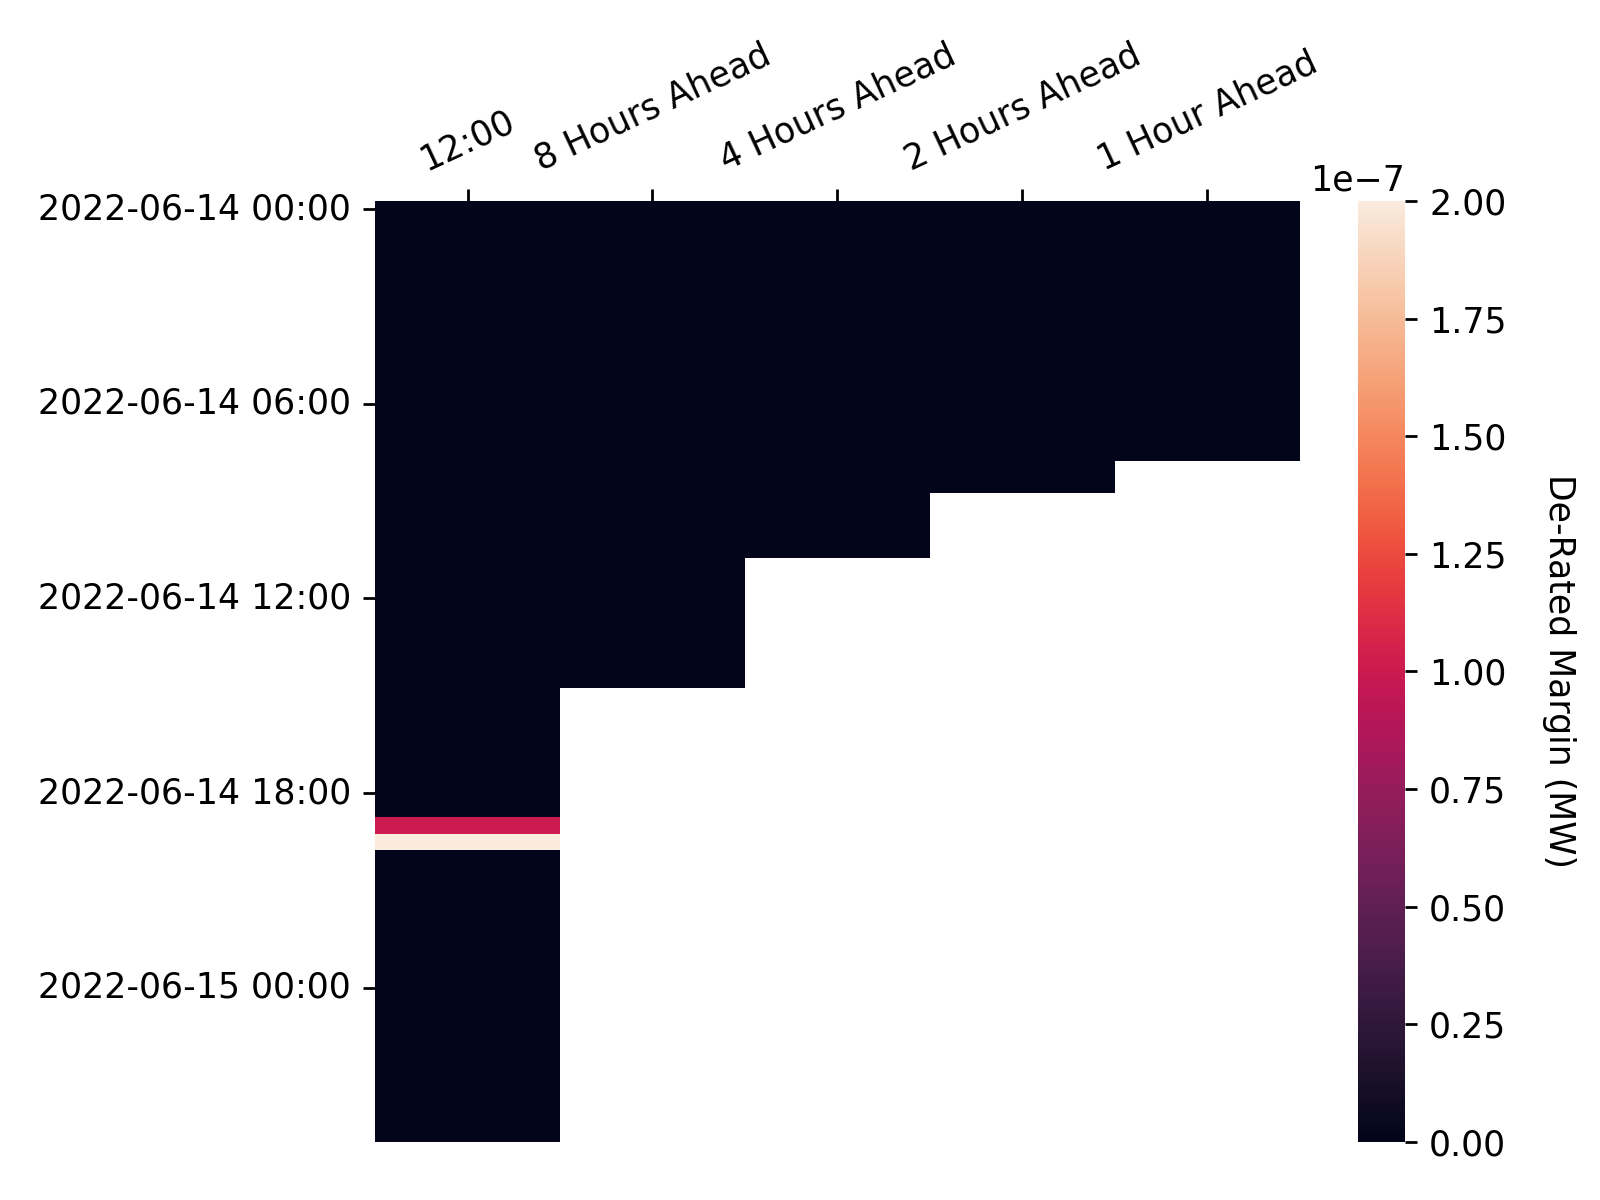 12:00
8 Hours Ahead
4 Hours Ahead
2 Hours Ahead
1 Hour Ahead
2022-06-14 00:00
2022-06-14 06:00
2022-06-14 12:00
2022-06-14 18:00
2022-06-15 00:00
1e−7
2.00
1.75
1.50
1.25
1.00
0.75
0.50
0.25
0.00
De-Rated Margin (MW)